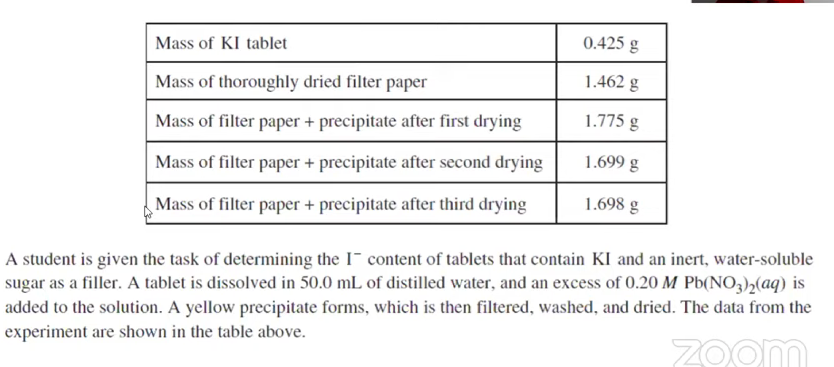 Mass of KI tablet 0.425 g
Mass of thoroughly dried filter paper 1.462 g
Mass of filter paper + precipitate after first drying 1.775 g
Mass of filter paper + precipitate after second drying 1.699 g
Mass of filter paper + precipitate after third drying 1.698 g
A student is given the task of determining the I⁻ content of tablets that contain KI and an inert, water-soluble
sugar as a filler. A tablet is dissolved in 50.0 mL of distilled water, and an excess of 0.20 M Pb(NO₃)₂(aq) is
added to the solution. A yellow precipitate forms, which is then filtered, washed, and dried. The data from the
experiment are shown in the table above.
zoom